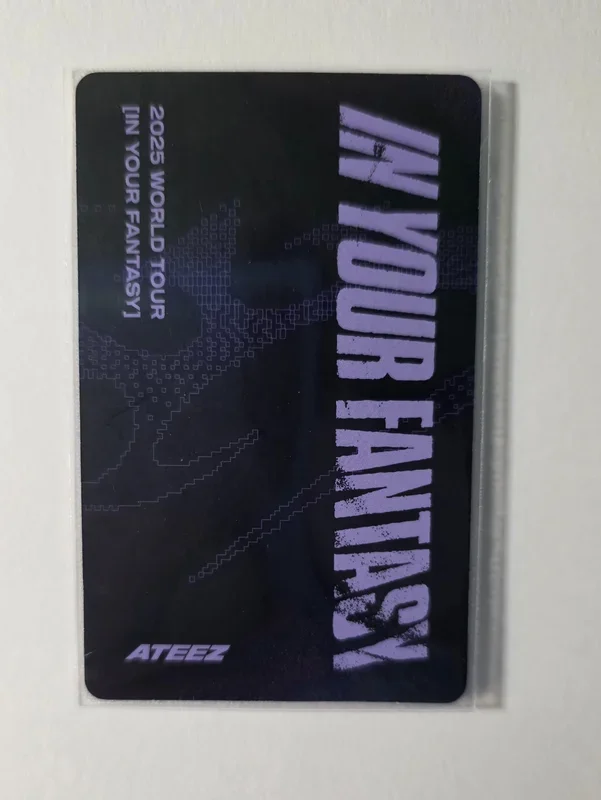 IN YOUR FANTASY
2025 WORLD TOUR
[IN YOUR FANTASY]
ATEEZ